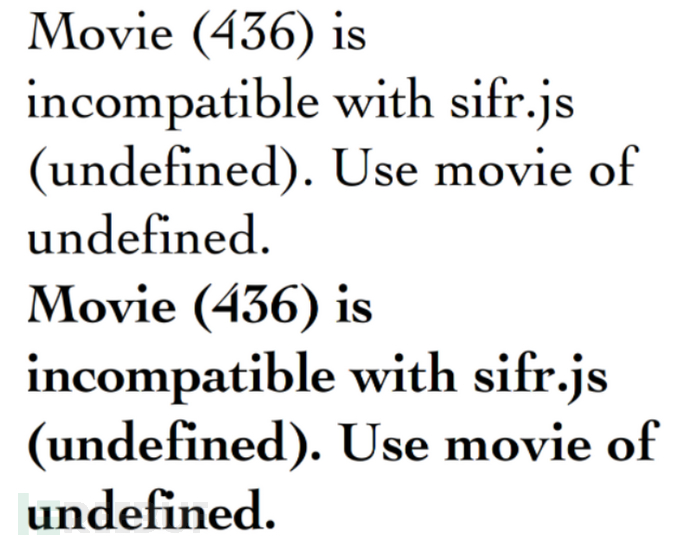 Movie (436) is
incompatible with sifr.js
(undefined). Use movie of
undefined.
Movie (436) is
incompatible with sifr.js
(undefined). Use movie of
undefined.